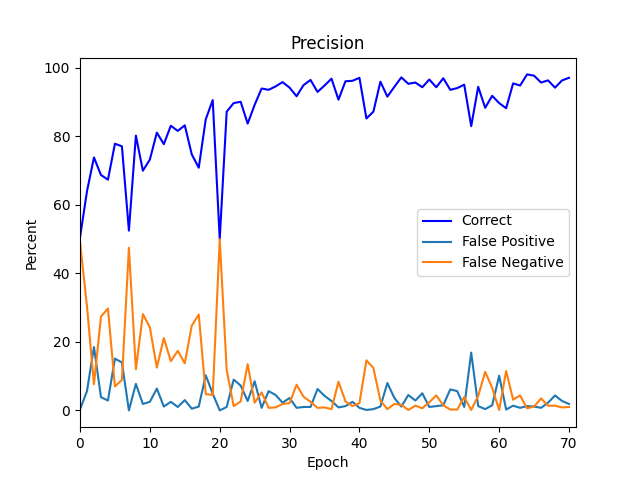 Precision
100
80
60
40
20
0
Percent
Correct
False Positive
False Negative
0 10 20 30 40 50 60 70
Epoch